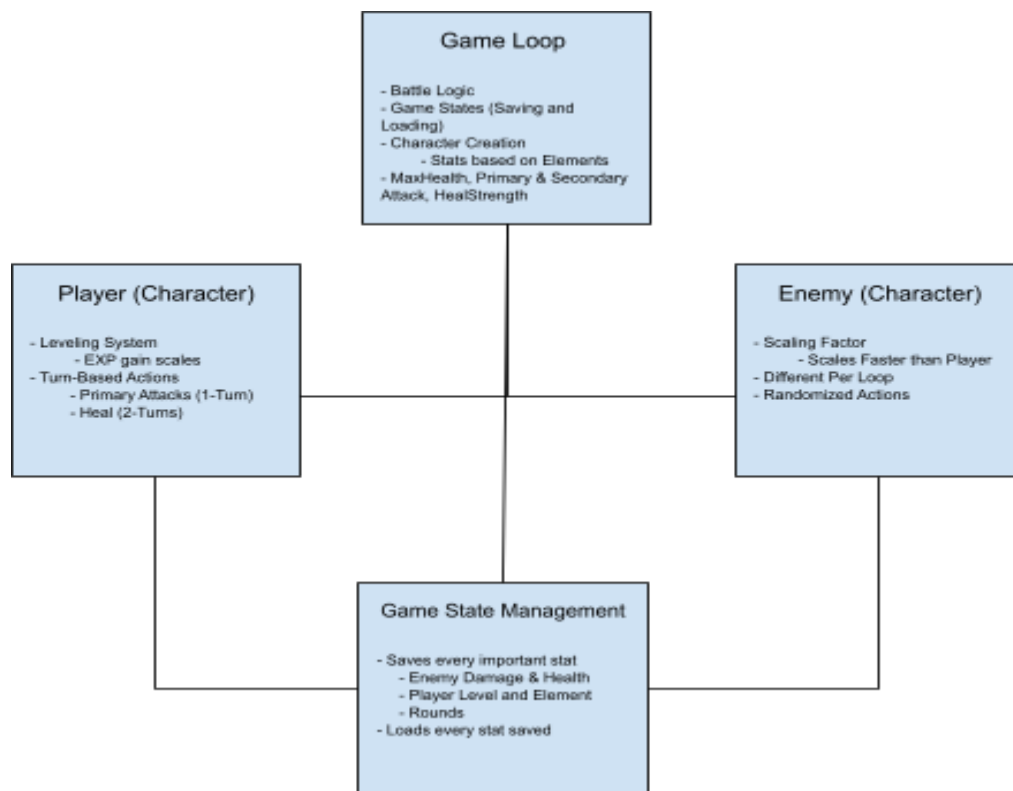 Game Loop
- Battle Logic
- Game States (Saving and
Loading)
- Character Creation
- Stats based on Elements
- MaxHealth, Primary & Secondary
Attack, HealStrength
Player (Character)
- Leveling System
- EXP gain scales
- Turn-Based Actions
- Primary Attacks (1-Turn)
- Heal (2-Turns)
Enemy (Character)
- Scaling Factor
- Scales Faster than Player
- Different Per Loop
- Randomized Actions
Game State Management
- Saves every important stat
- Enemy Damage & Health
- Player Level and Element
- Rounds
- Loads every stat saved